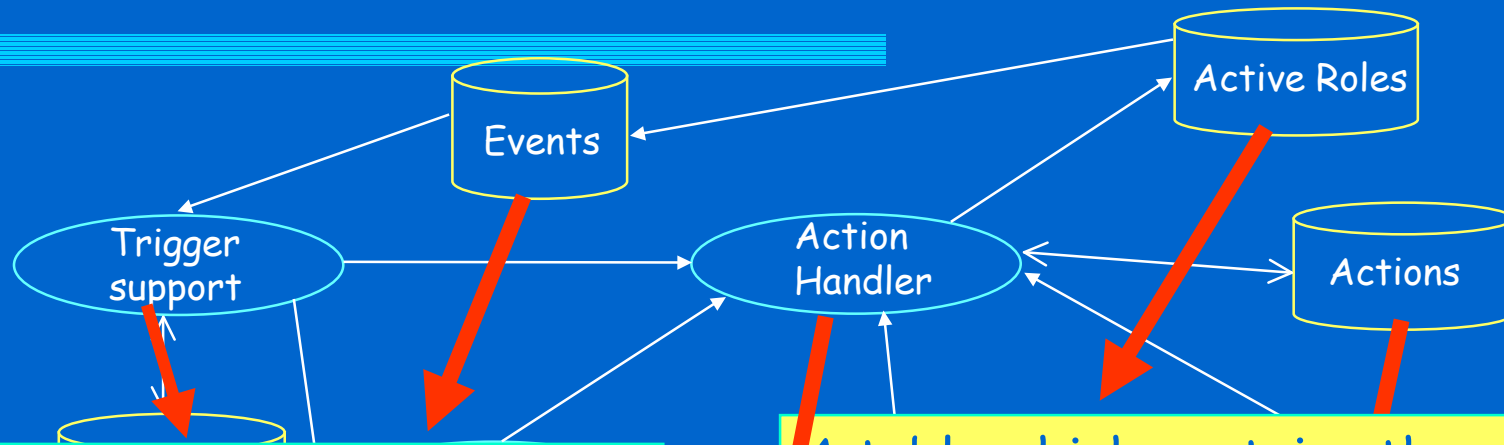 Active Roles
Events
Trigger
support
Action
Handler
Actions